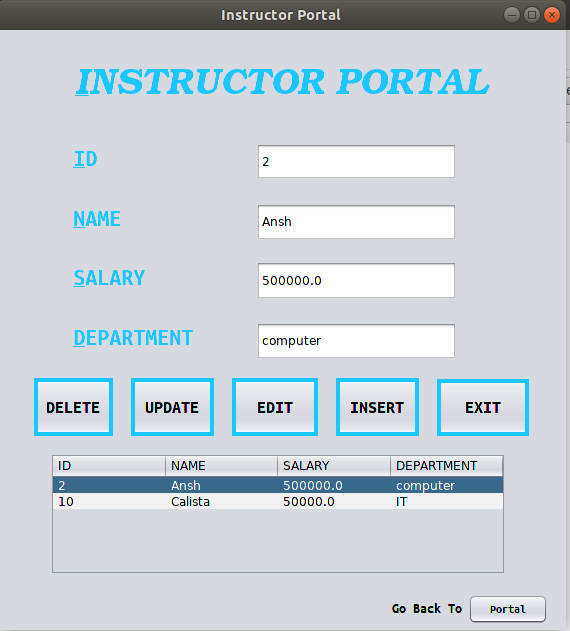 Instructor Portal
INSTRUCTOR PORTAL
ID 2
NAME Ansh
SALARY 500000.0
DEPARTMENT computer
DELETE UPDATE EDIT INSERT EXIT
ID NAME SALARY DEPARTMENT
2 Ansh 500000.0 computer
10 Calista 50000.0 IT
Go Back To Portal